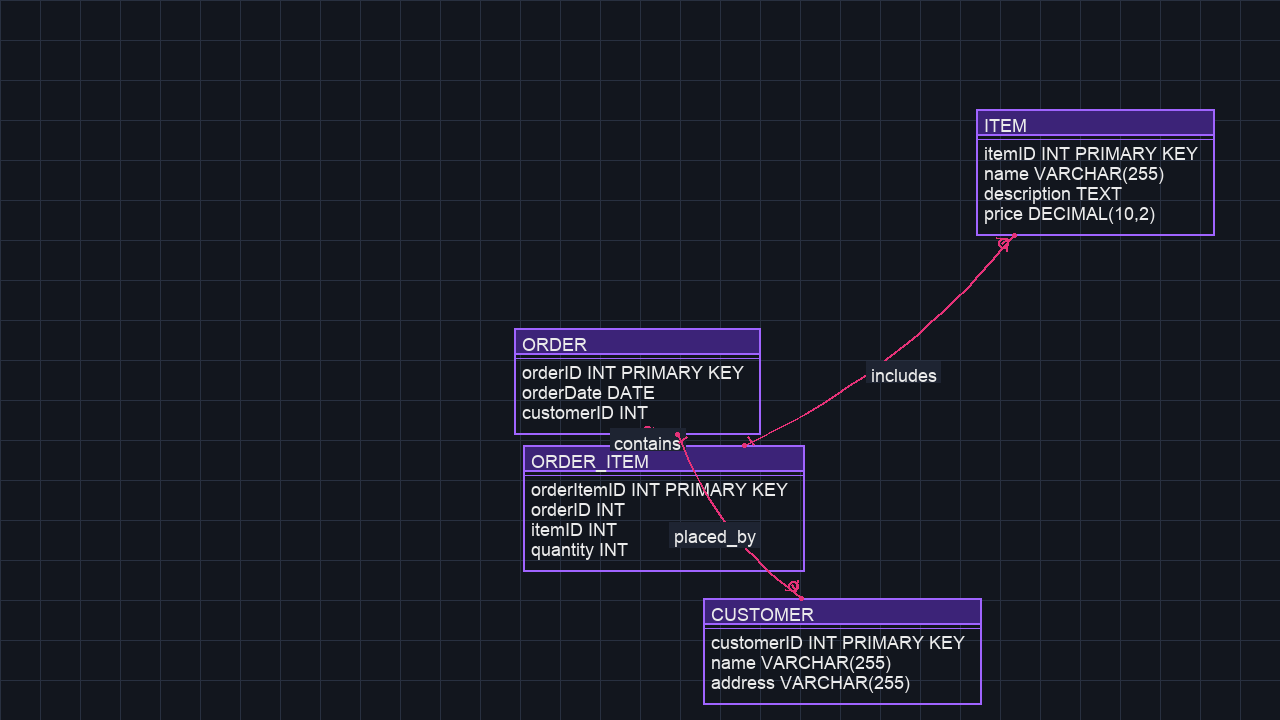 ITEM
itemID INT PRIMARY KEY
name VARCHAR(255)
description TEXT
price DECIMAL(10,2)
ORDER
orderID INT PRIMARY KEY
orderDate DATE
customerID INT
includes
contains
ORDER_ITEM
orderItemID INT PRIMARY KEY
orderID INT
itemID INT
quantity INT
placed_by
CUSTOMER
customerID INT PRIMARY KEY
name VARCHAR(255)
address VARCHAR(255)